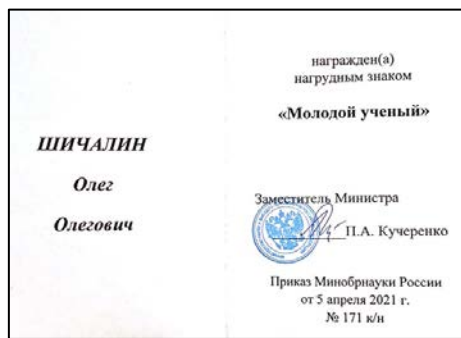 ШИЧАЛИН
Олег
Олегович
награжден(а)
нагрудным знаком
«Молодой ученый»
Заместитель Министра
П.А. Кучеренко
Приказ Минобрнауки России
от 5 апреля 2021 г.
№ 171 к/н